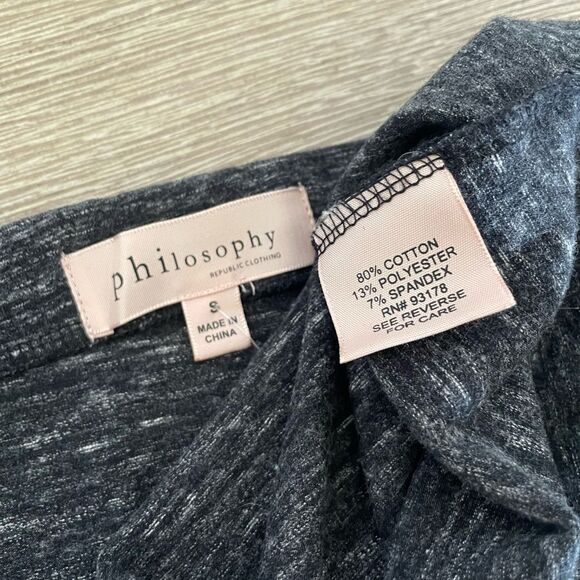 philosophy
REPUBLIC CLOTHING
S
MADE IN
CHINA
80% COTTON
13% POLYESTER
7% SPANDEX
RN# 93178
SEE REVERSE
FOR CARE